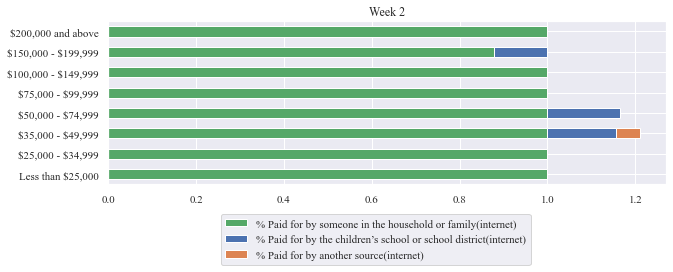 Week 2
$200,000 and above
$150,000 - $199,999
$100,000 - $149,999
$75,000 - $99,999
$50,000 - $74,999
$35,000 - $49,999
$25,000 - $34,999
Less than $25,000
0.0 0.2 0.4 0.6 0.8 1.0 1.2
% Paid for by someone in the household or family(internet)
% Paid for by the children’s school or school district(internet)
% Paid for by another source(internet)